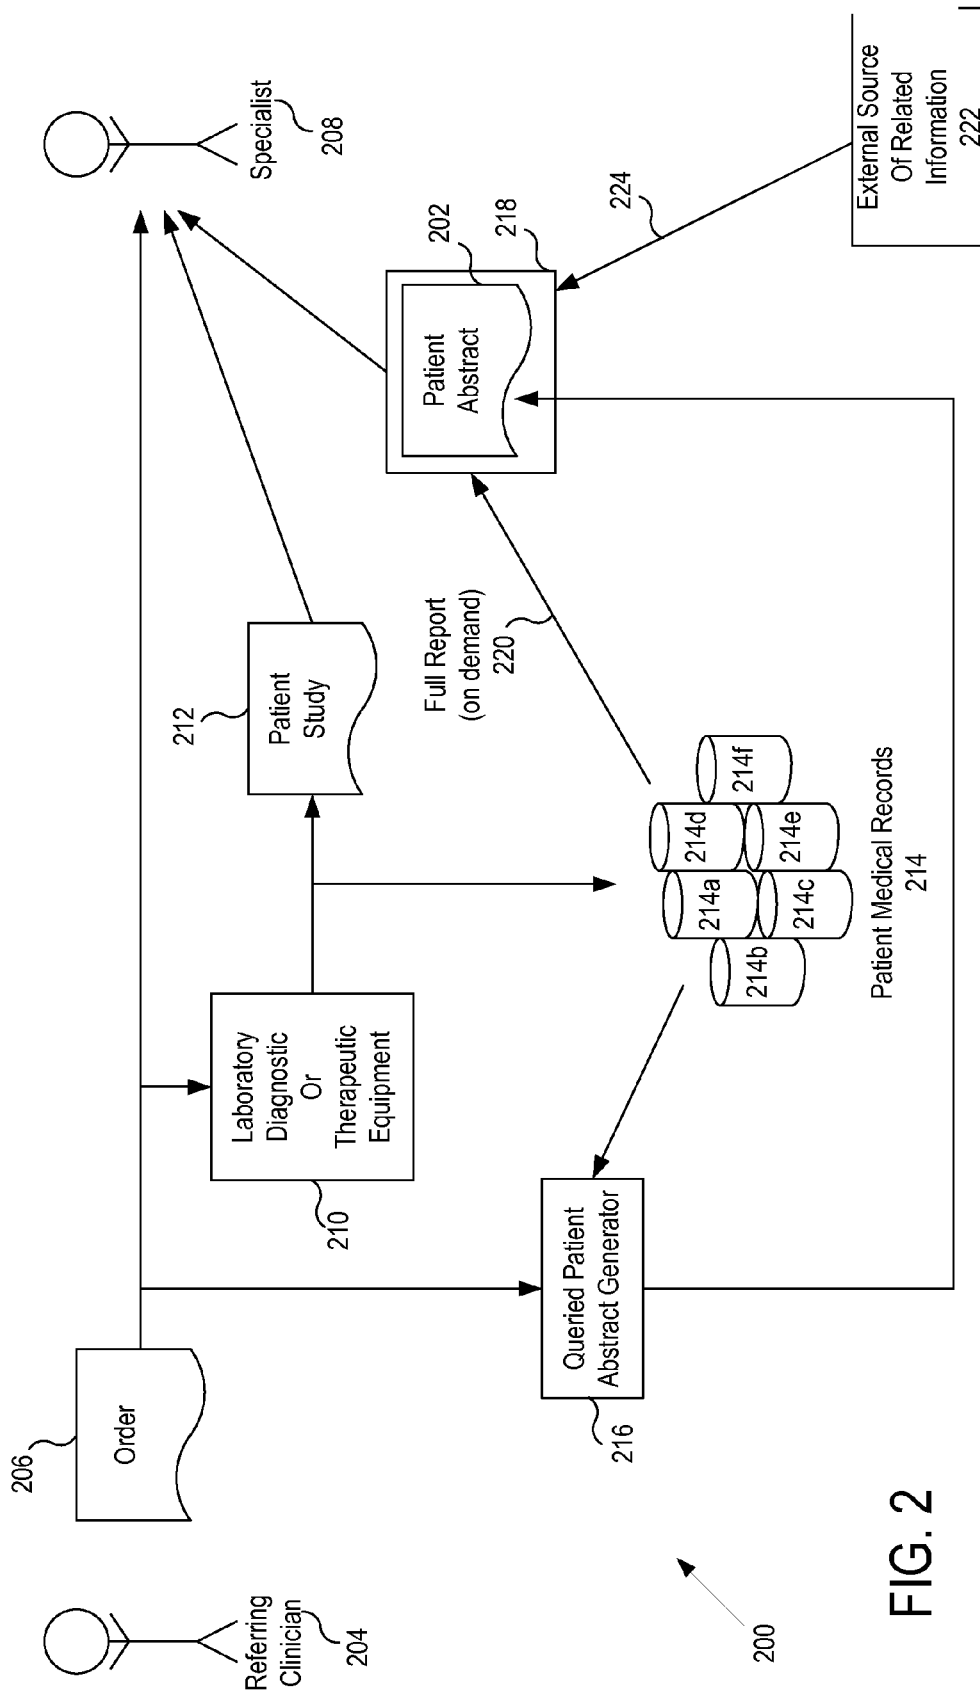 206
Order
Referring
Clinician
204
Specialist
208
212
Patient
Study
Laboratory
Diagnostic
Or
Therapeutic
Equipment
210
202
218
Patient
Abstract
224
Full Report
(on demand)
220
External Source
Of Related
Information
222
Queried Patient
Abstract Generator
216
214a
214b
214c
214d
214e
214f
Patient Medical Records
214
200
FIG. 2